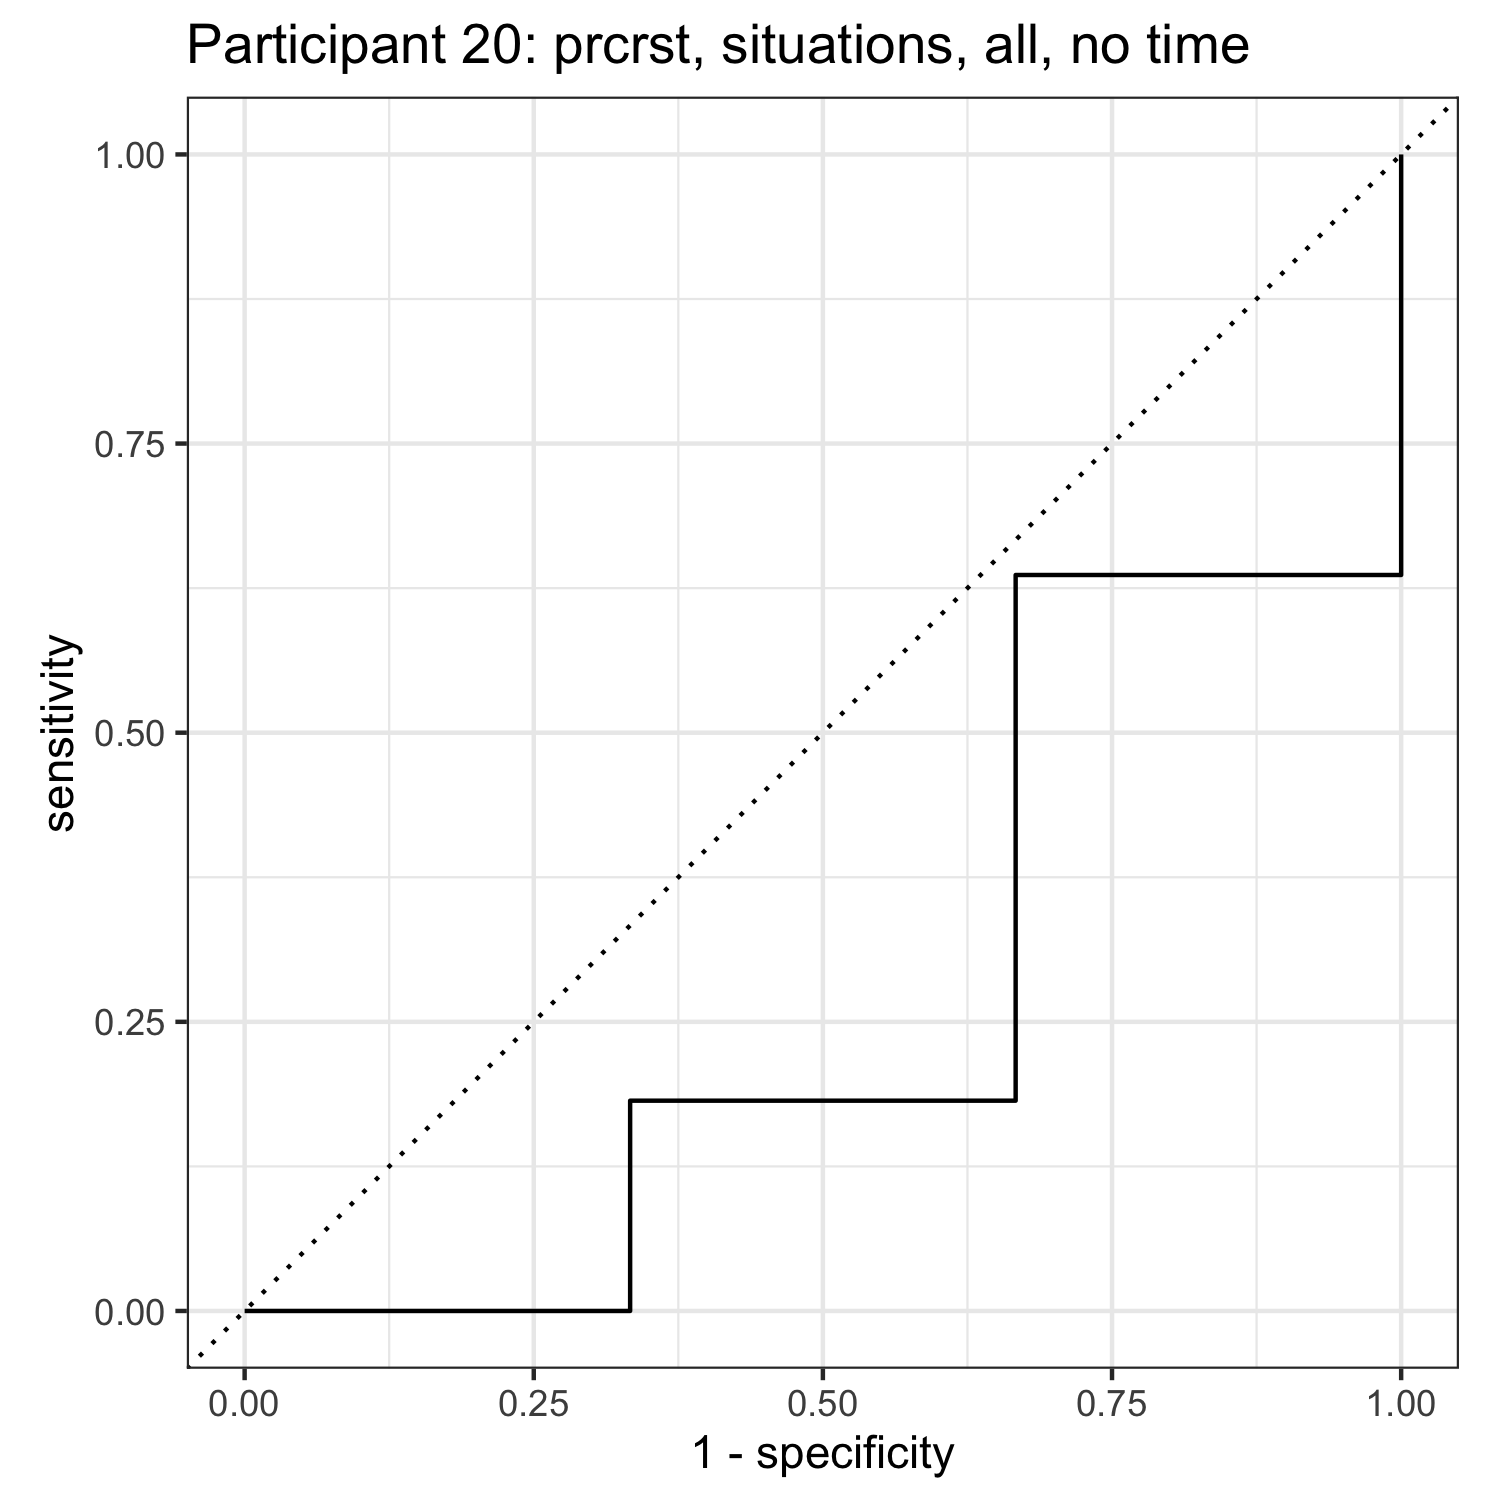 Participant 20: prcrst, situations, all, no time
sensitivity
1.00
0.75
0.50
0.25
0.00
0.00 0.25 0.50 0.75 1.00
1 - specificity